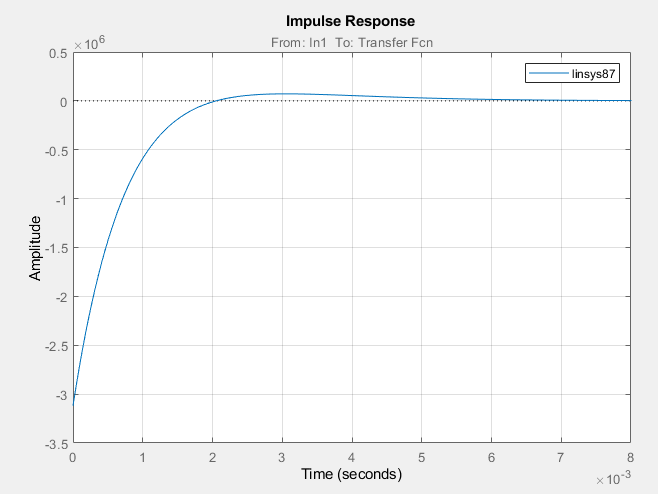 Impulse Response
From: In1 To: Transfer Fcn
×10^6
linsys87
0.5
0
-0.5
-1
-1.5
-2
-2.5
-3
-3.5
Amplitude
0 1 2 3 4 5 6 7 8
Time (seconds)
×10^-3